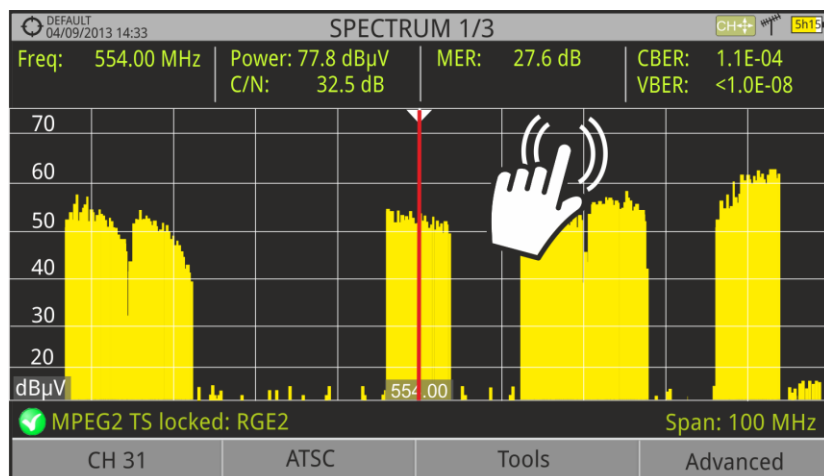 DEFAULT
04/09/2013 14:33
SPECTRUM 1/3
CH
5h15
Freq: 554.00 MHz
Power: 77.8 dBµV
MER: 27.6 dB
CBER: 1.1E-04
C/N: 32.5 dB
VBER: <1.0E-08
70
60
50
40
30
20
dBµV
554.00
MPEG2 TS locked: RGE2
Span: 100 MHz
CH 31
ATSC
Tools
Advanced